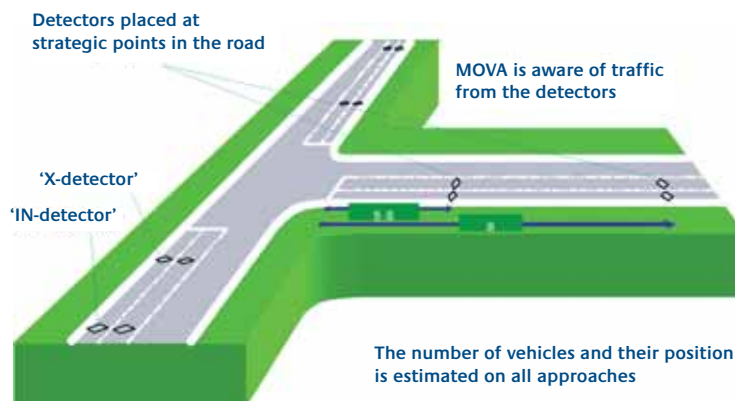 Detectors placed at
strategic points in the road
MOVA is aware of traffic
from the detectors
‘X-detector’
‘IN-detector’
The number of vehicles and their position
is estimated on all approaches